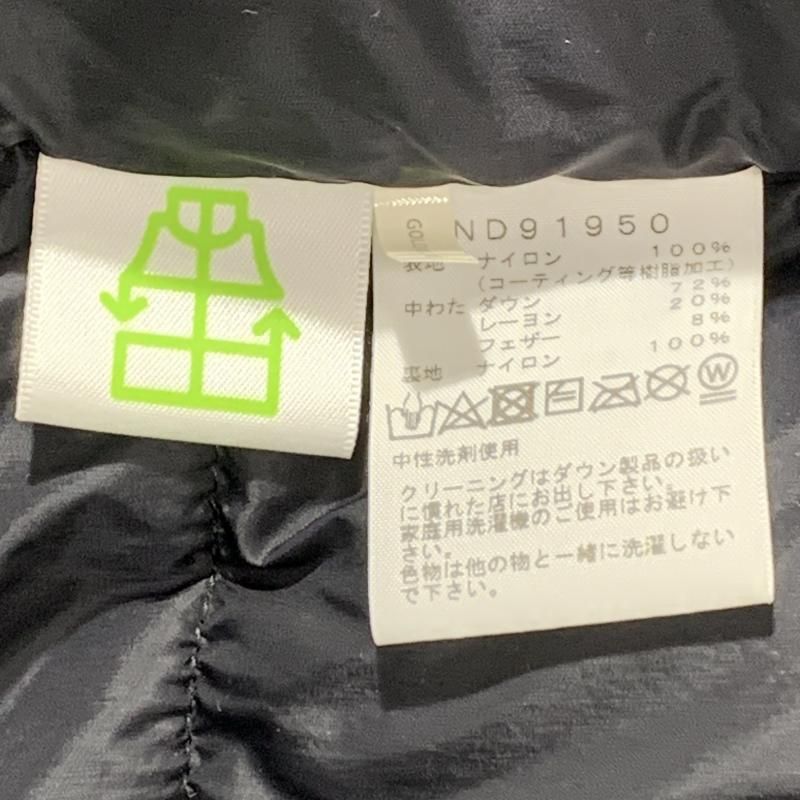 GOL
ND91950
表地 ナイロン 100%
(コーティング等樹脂加工)
中わた ダウン 72%
レーヨン 20%
フェザー 8%
裏地 ナイロン 100%
W
中性洗剤使用
クリーニングはダウン製品の扱い
に慣れた店にお出し下さい。
家庭用洗濯機のご使用はお避け下
さい。
色物は他の物と一緒に洗濯しない
で下さい。